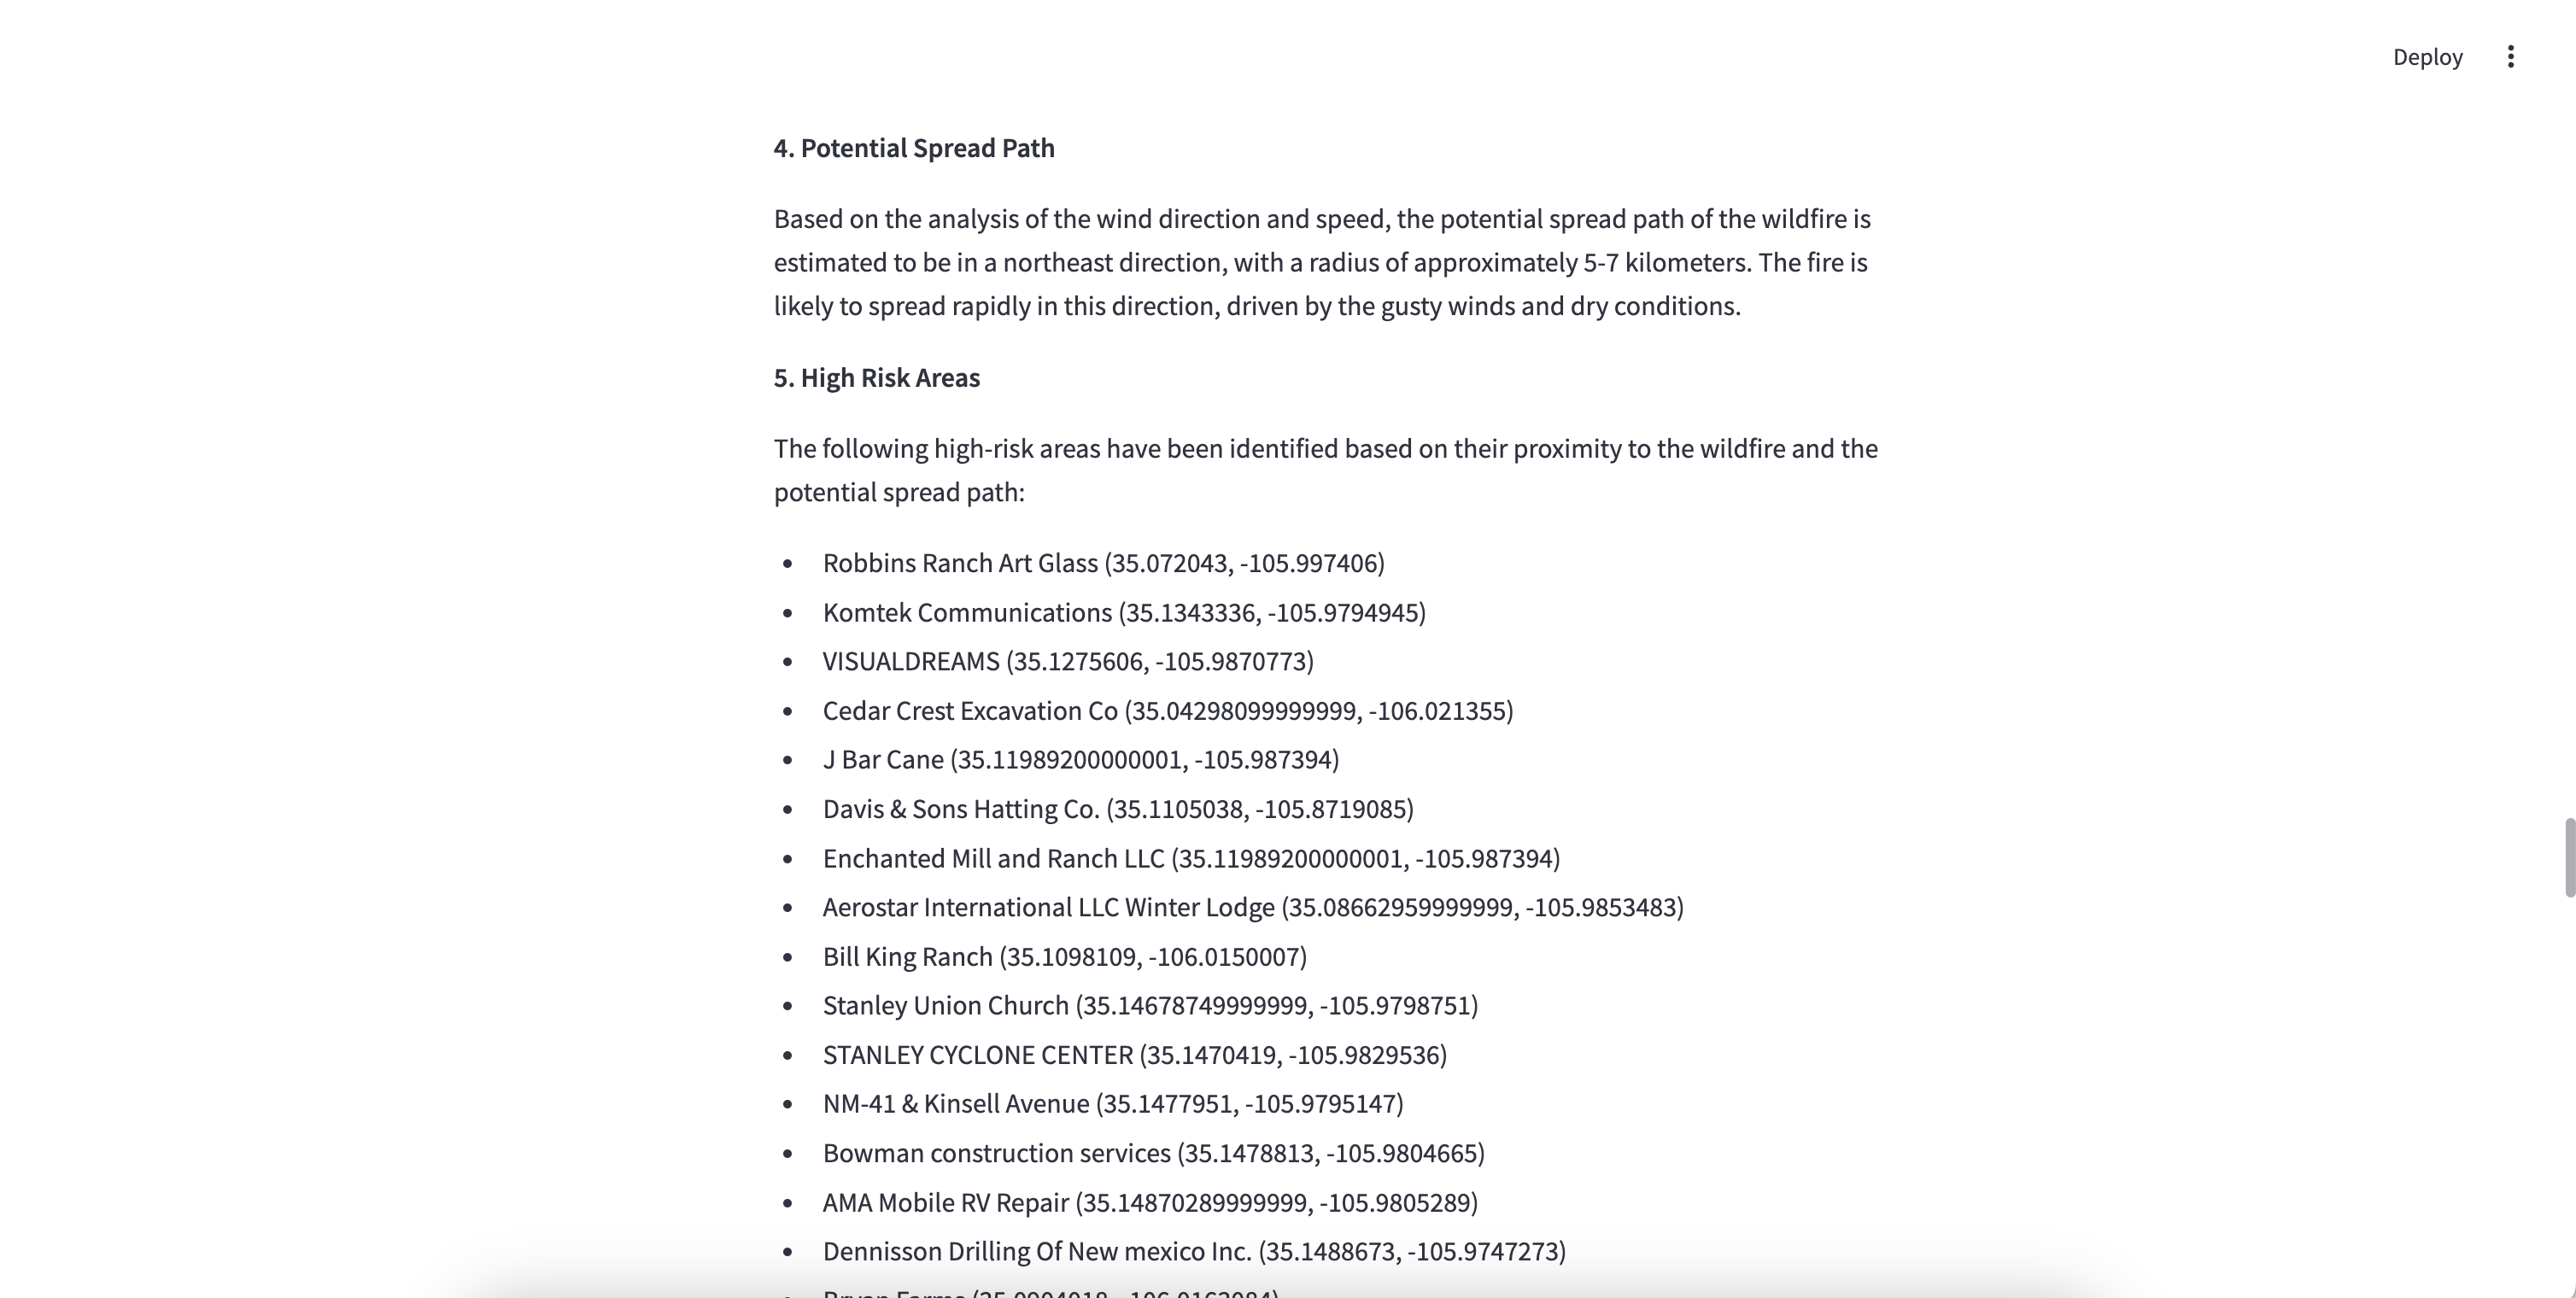 Deploy
4. Potential Spread Path
Based on the analysis of the wind direction and speed, the potential spread path of the wildfire is
estimated to be in a northeast direction, with a radius of approximately 5-7 kilometers. The fire is
likely to spread rapidly in this direction, driven by the gusty winds and dry conditions.
5. High Risk Areas
The following high-risk areas have been identified based on their proximity to the wildfire and the
potential spread path:
• Robbins Ranch Art Glass (35.072043, -105.997406)
• Komtek Communications (35.1343336, -105.9794945)
• VISUALDREAMS (35.1275606, -105.9870773)
• Cedar Crest Excavation Co (35.04298099999999, -106.021355)
• J Bar Cane (35.11989200000001, -105.987394)
• Davis & Sons Hatting Co. (35.1105038, -105.8719085)
• Enchanted Mill and Ranch LLC (35.11989200000001, -105.987394)
• Aerostar International LLC Winter Lodge (35.08662959999999, -105.9853483)
• Bill King Ranch (35.1098109, -106.0150007)
• Stanley Union Church (35.14678749999999, -105.9798751)
• STANLEY CYCLONE CENTER (35.1470419, -105.9829536)
• NM-41 & Kinsell Avenue (35.1477951, -105.9795147)
• Bowman construction services (35.1478813, -105.9804665)
• AMA Mobile RV Repair (35.14870289999999, -105.9805289)
• Dennisson Drilling Of New mexico Inc. (35.1488673, -105.9747273)
• Bryan Farms